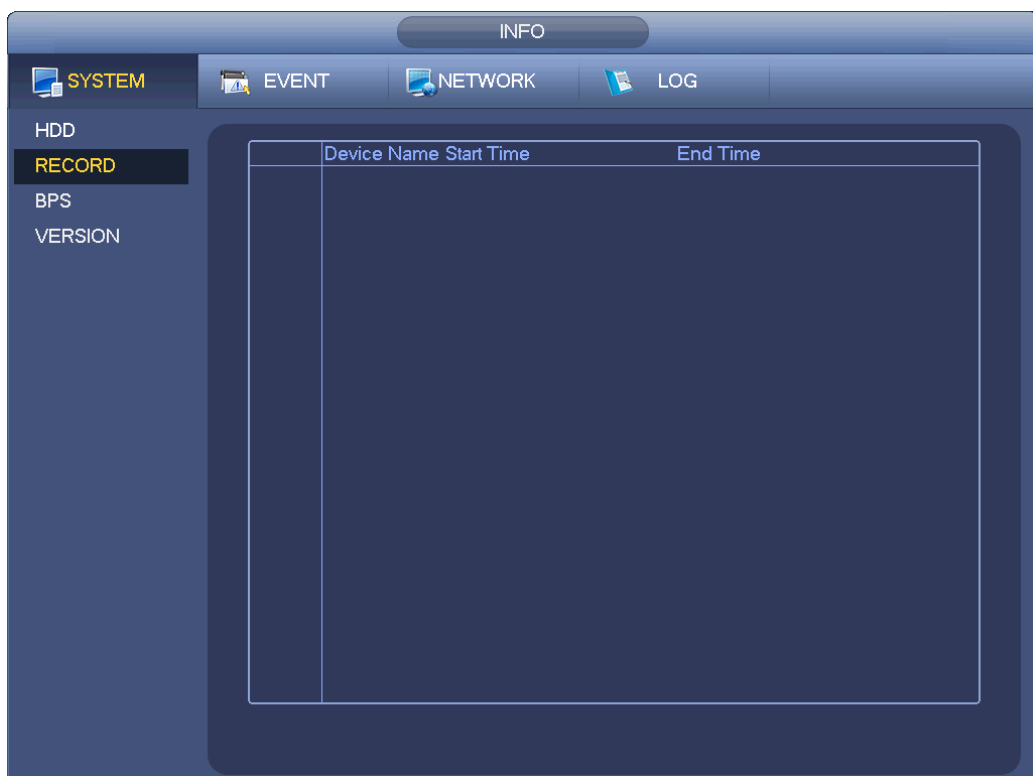 INFO
SYSTEM EVENT NETWORK LOG
HDD
RECORD
BPS
VERSION
Device Name Start Time End Time